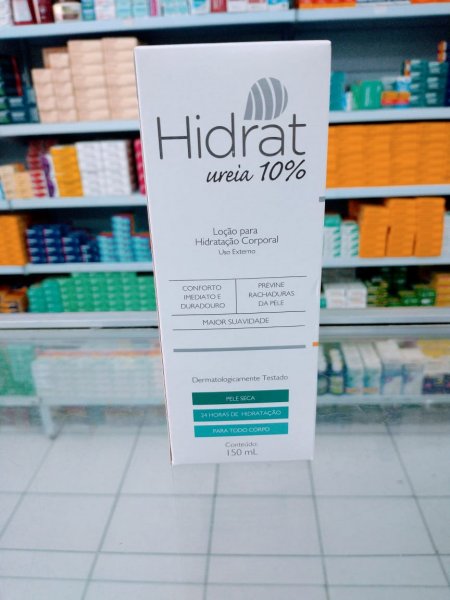 Hidrat
ureia 10%
Loção para
Hidratação Corporal
Uso Externo
CONFORTO
IMEDIATO E
DURADOURO
PREVINE
RACHADURAS
DA PELE
MAIOR SUAVIDADE
Dermatologicamente Testado
PELE SECA
24 HORAS DE HIDRATAÇÃO
PARA TODO CORPO
Conteúdo:
150 mL